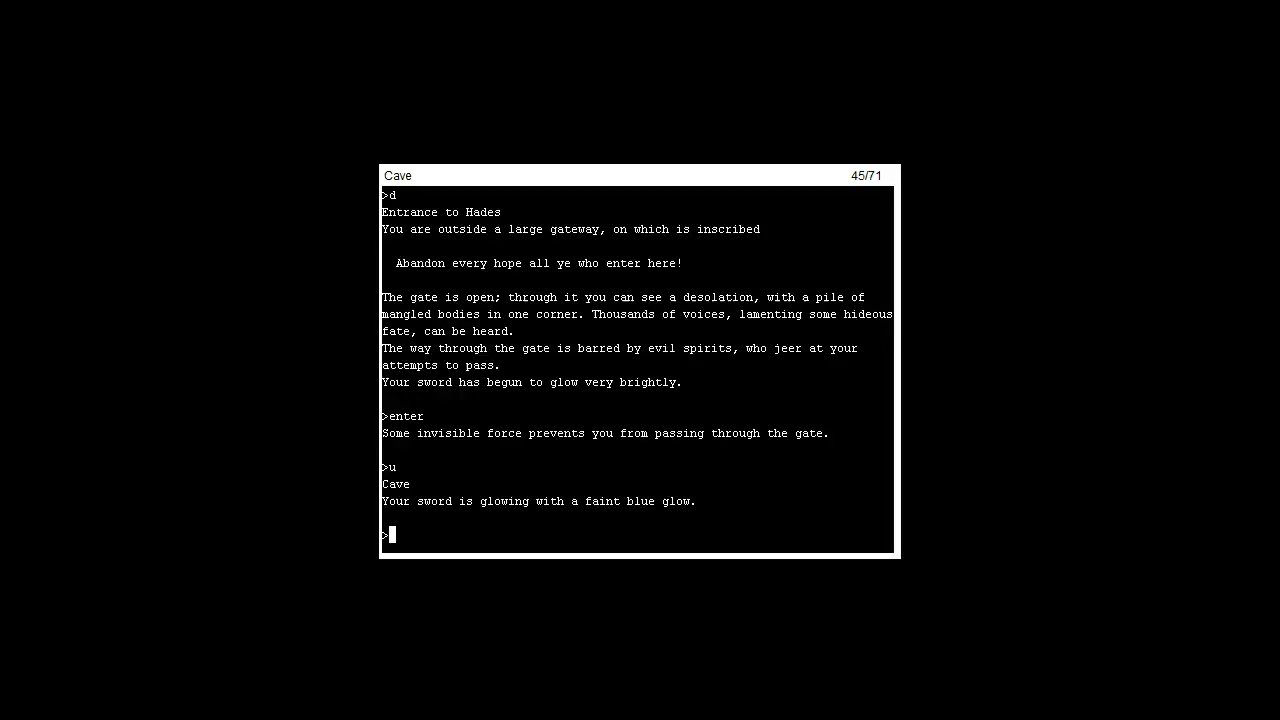 Cave 45/71
>d
Entrance to Hades
You are outside a large gateway, on which is inscribed
Abandon every hope all ye who enter here!
The gate is open; through it you can see a desolation, with a pile of
mangled bodies in one corner. Thousands of voices, lamenting some hideous
fate, can be heard.
The way through the gate is barred by evil spirits, who jeer at your
attempts to pass.
Your sword has begun to glow very brightly.
>enter
Some invisible force prevents you from passing through the gate.
>u
Cave
Your sword is glowing with a faint blue glow.
>